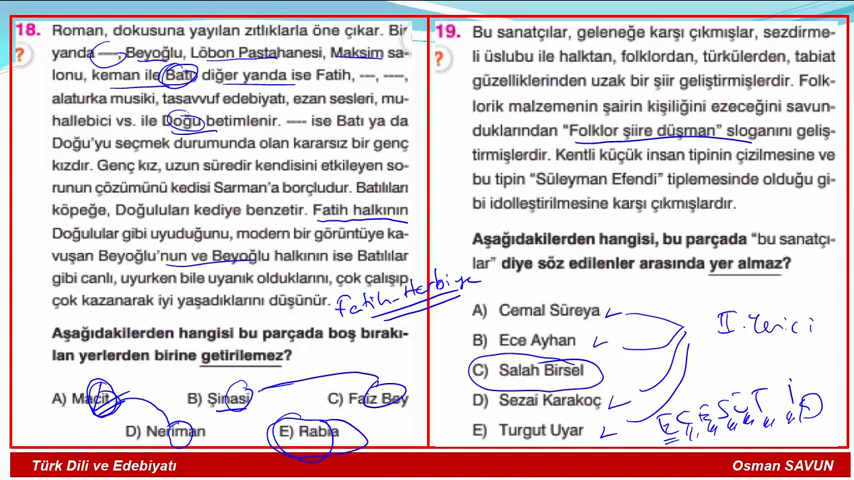 18. Roman, dokusuna yayılan zıtlıklarla öne çıkar. Bir
yanda ----, Beyoğlu, Löbon Pastahanesi, Maksim sa-
lonu, keman ile Batı diğer yanda ise Fatih, ---, ----,
alaturka musiki, tasavvuf edebiyatı, ezan sesleri, mu-
hallebici vs. ile Doğu betimlenir. ---- ise Batı ya da
Doğu'yu seçmek durumunda olan kararsız bir genç
kızdır. Genç kız, uzun süredir kendisini etkileyen so-
runun çözümünü kedisi Sarman'a borçludur. Batılıları
köpeğe, Doğuluları kediye benzetir. Fatih halkının
Doğulular gibi uyuduğunu, modern bir görüntüye ka-
vuşan Beyoğlu'nun ve Beyoğlu halkının ise Batılılar
gibi canlı, uyurken bile uyanık olduklarını, çok çalışıp
çok kazanarak iyi yaşadıklarını düşünür.
Fatih-Harbiye
Aşağıdakilerden hangisi bu parçada boş bırakı-
lan yerlerden birine getirilemez?
A) Macit B) Şinasi C) Faiz Bey
D) Neriman E) Rabia
19. Bu sanatçılar, geleneğe karşı çıkmışlar, sezdirme-
li üslubu ile halktan, folklordan, türkülerden, tabiat
güzelliklerinden uzak bir şiir geliştirmişlerdir. Folk-
lorik malzemenin şairin kişiliğini ezeceğini savun-
duklarından "Folklor şiire düşman" sloganını geliş-
tirmişlerdir. Kentli küçük insan tipinin çizilmesine ve
bu tipin "Süleyman Efendi" tiplemesinde olduğu gi-
bi idolleştirilmesine karşı çıkmışlardır.
Aşağıdakilerden hangisi, bu parçada "bu sanatçı-
lar" diye söz edilenler arasında yer almaz?
A) Cemal Süreya
B) Ece Ayhan
C) Salah Birsel
D) Sezai Karakoç
E) Turgut Uyar
II. Yenici
?
?
Türk Dili ve Edebiyatı
Osman SAVUN